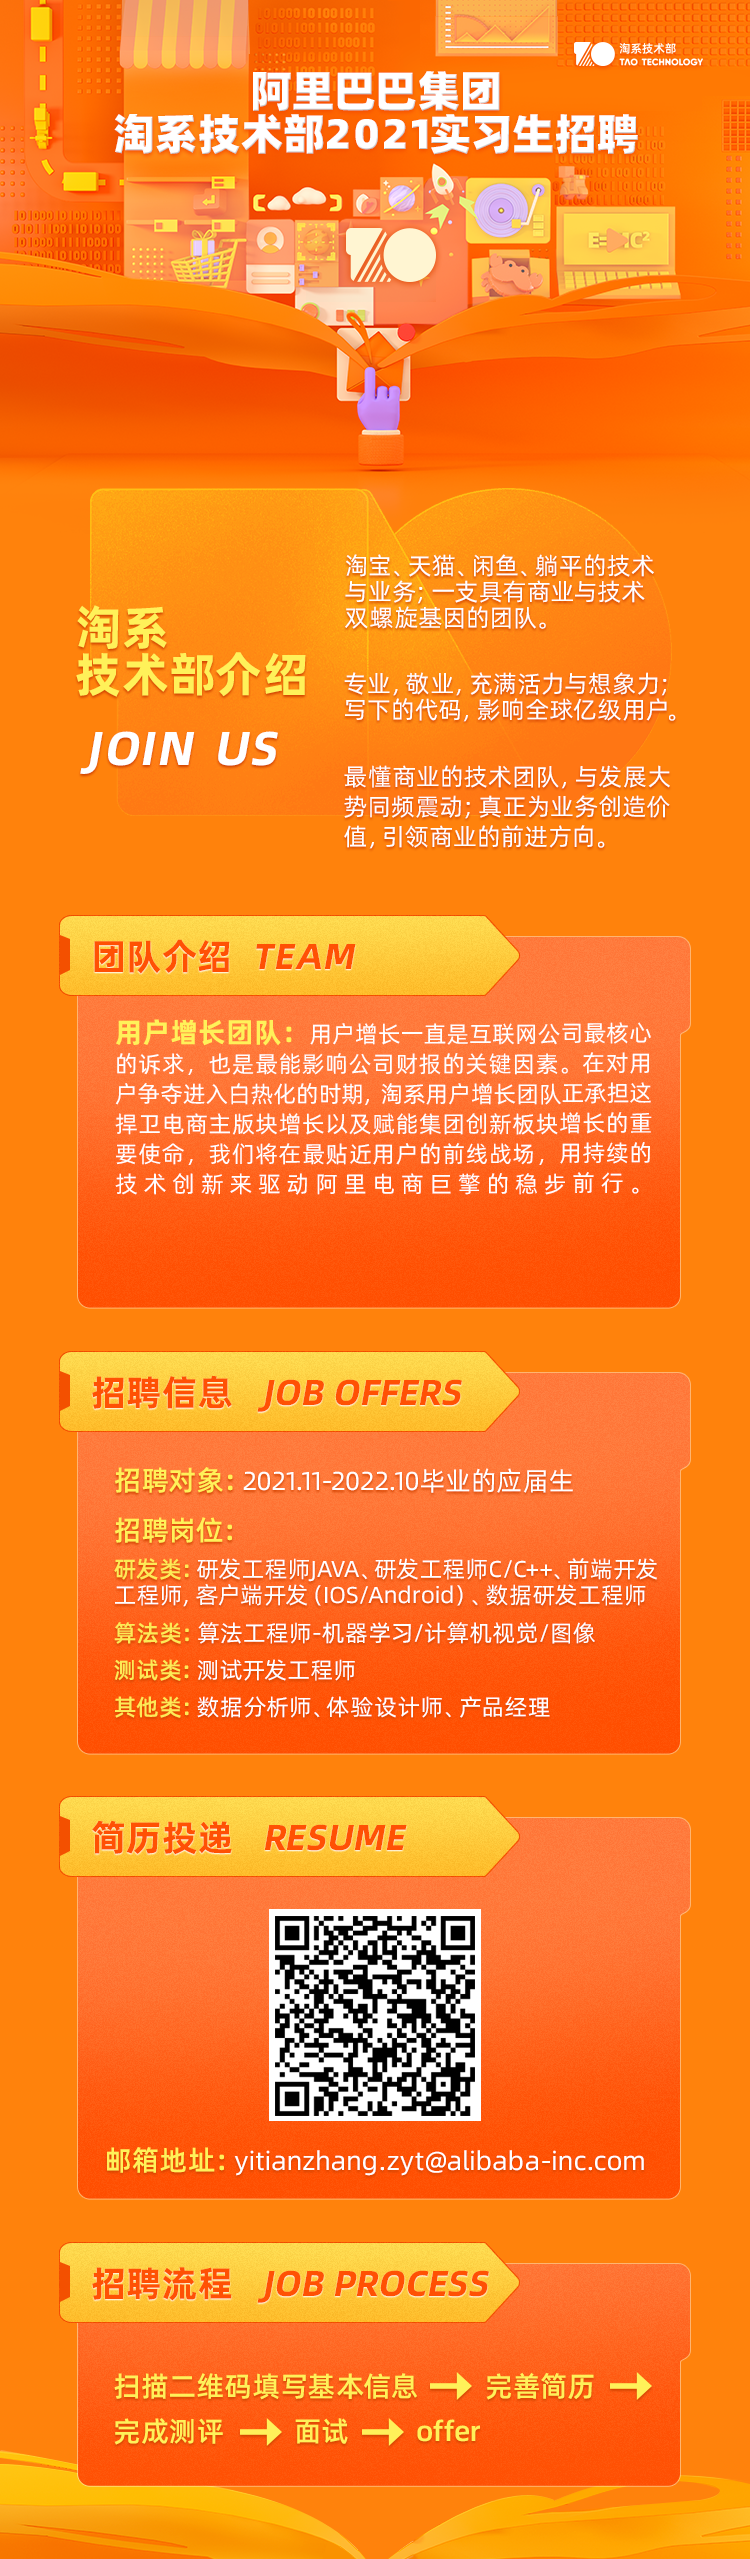 淘系技术部
TAO TECHNOLOGY
阿里巴巴集团
淘系技术部2021实习生招聘
淘宝、天猫、闲鱼、躺平的技术
与业务；一支具有商业与技术
双螺旋基因的团队。
淘系
技术部介绍
JOIN US
专业，敬业，充满活力与想象力；
写下的代码，影响全球亿级用户。
最懂商业的技术团队，与发展大
势同频震动；真正为业务创造价
值，引领商业的前进方向。
团队介绍 TEAM
用户增长团队：用户增长一直是互联网公司最核心
的诉求，也是最能影响公司财报的关键因素。在对用
户争夺进入白热化的时期，淘系用户增长团队正承担这
捍卫电商主版块增长以及赋能集团创新板块增长的重
要使命，我们将在最贴近用户的前线战场，用持续的
技术创新来驱动阿里电商巨擎的稳步前行。
招聘信息 JOB OFFERS
招聘对象：2021.11-2022.10毕业的应届生
招聘岗位：
研发类：研发工程师JAVA、研发工程师C/C++、前端开发
工程师，客户端开发（IOS/Android）、数据研发工程师
算法类：算法工程师-机器学习/计算机视觉/图像
测试类：测试开发工程师
其他类：数据分析师、体验设计师、产品经理
简历投递 RESUME
邮箱地址：yitianzhang.zyt@alibaba-inc.com
招聘流程 JOB PROCESS
扫描二维码填写基本信息 → 完善简历 →
完成测评 → 面试 → offer